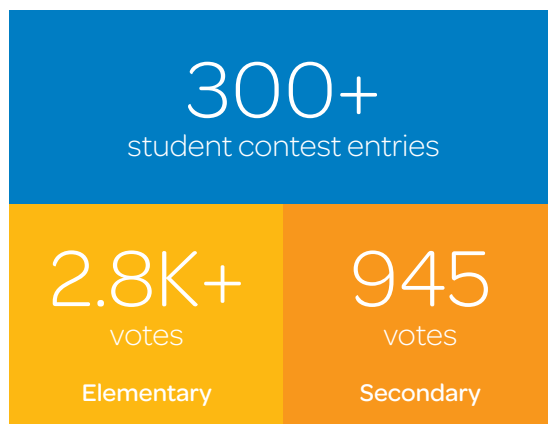 300+
student contest entries
2.8K+
votes
Elementary
945
votes
Secondary